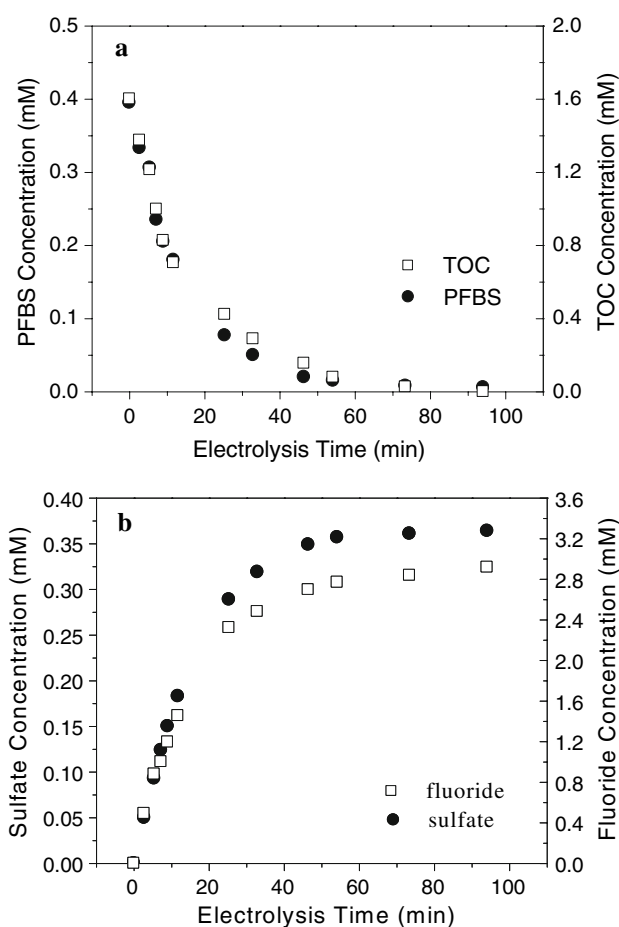 a
PFBS Concentration (mM)
0.5
0.4
0.3
0.2
0.1
0.0
TOC Concentration (mM)
2.0
1.6
1.2
0.8
0.4
0.0
TOC
PFBS
0 20 40 60 80 100
Electrolysis Time (min)
b
Sulfate Concentration (mM)
0.40
0.35
0.30
0.25
0.20
0.15
0.10
0.05
0.00
Fluoride Concentration (mM)
3.6
3.2
2.8
2.4
2.0
1.6
1.2
0.8
0.4
0.0
fluoride
sulfate
0 20 40 60 80 100
Electrolysis Time (min)